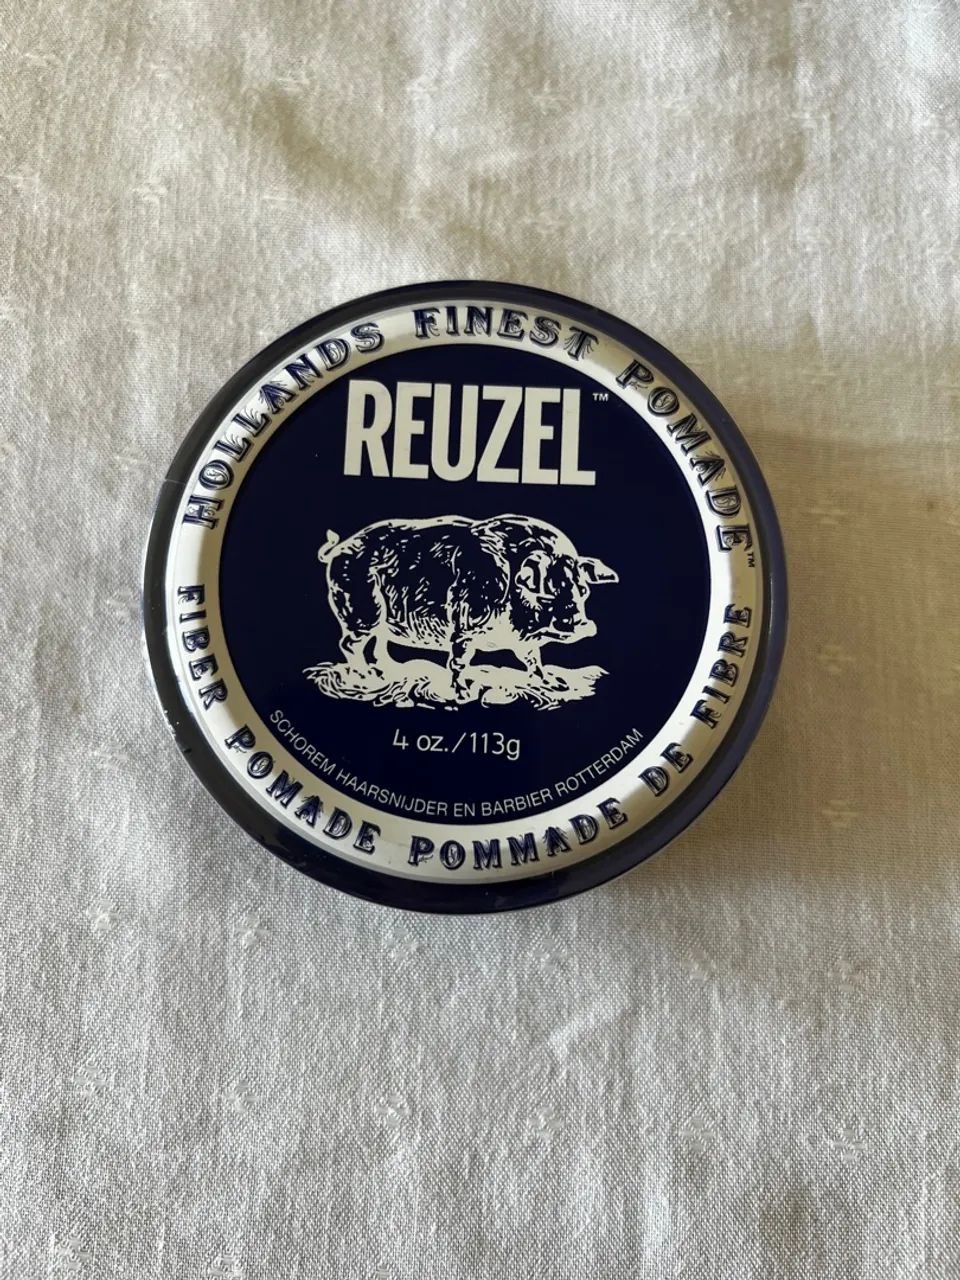 HOLLANDS FINEST POMADE™
REUZEL™
4 oz./113g
SCHOREM HAARSNIJDER EN BARBIER ROTTERDAM
FIBER POMADE POMMADE DE FIBRE